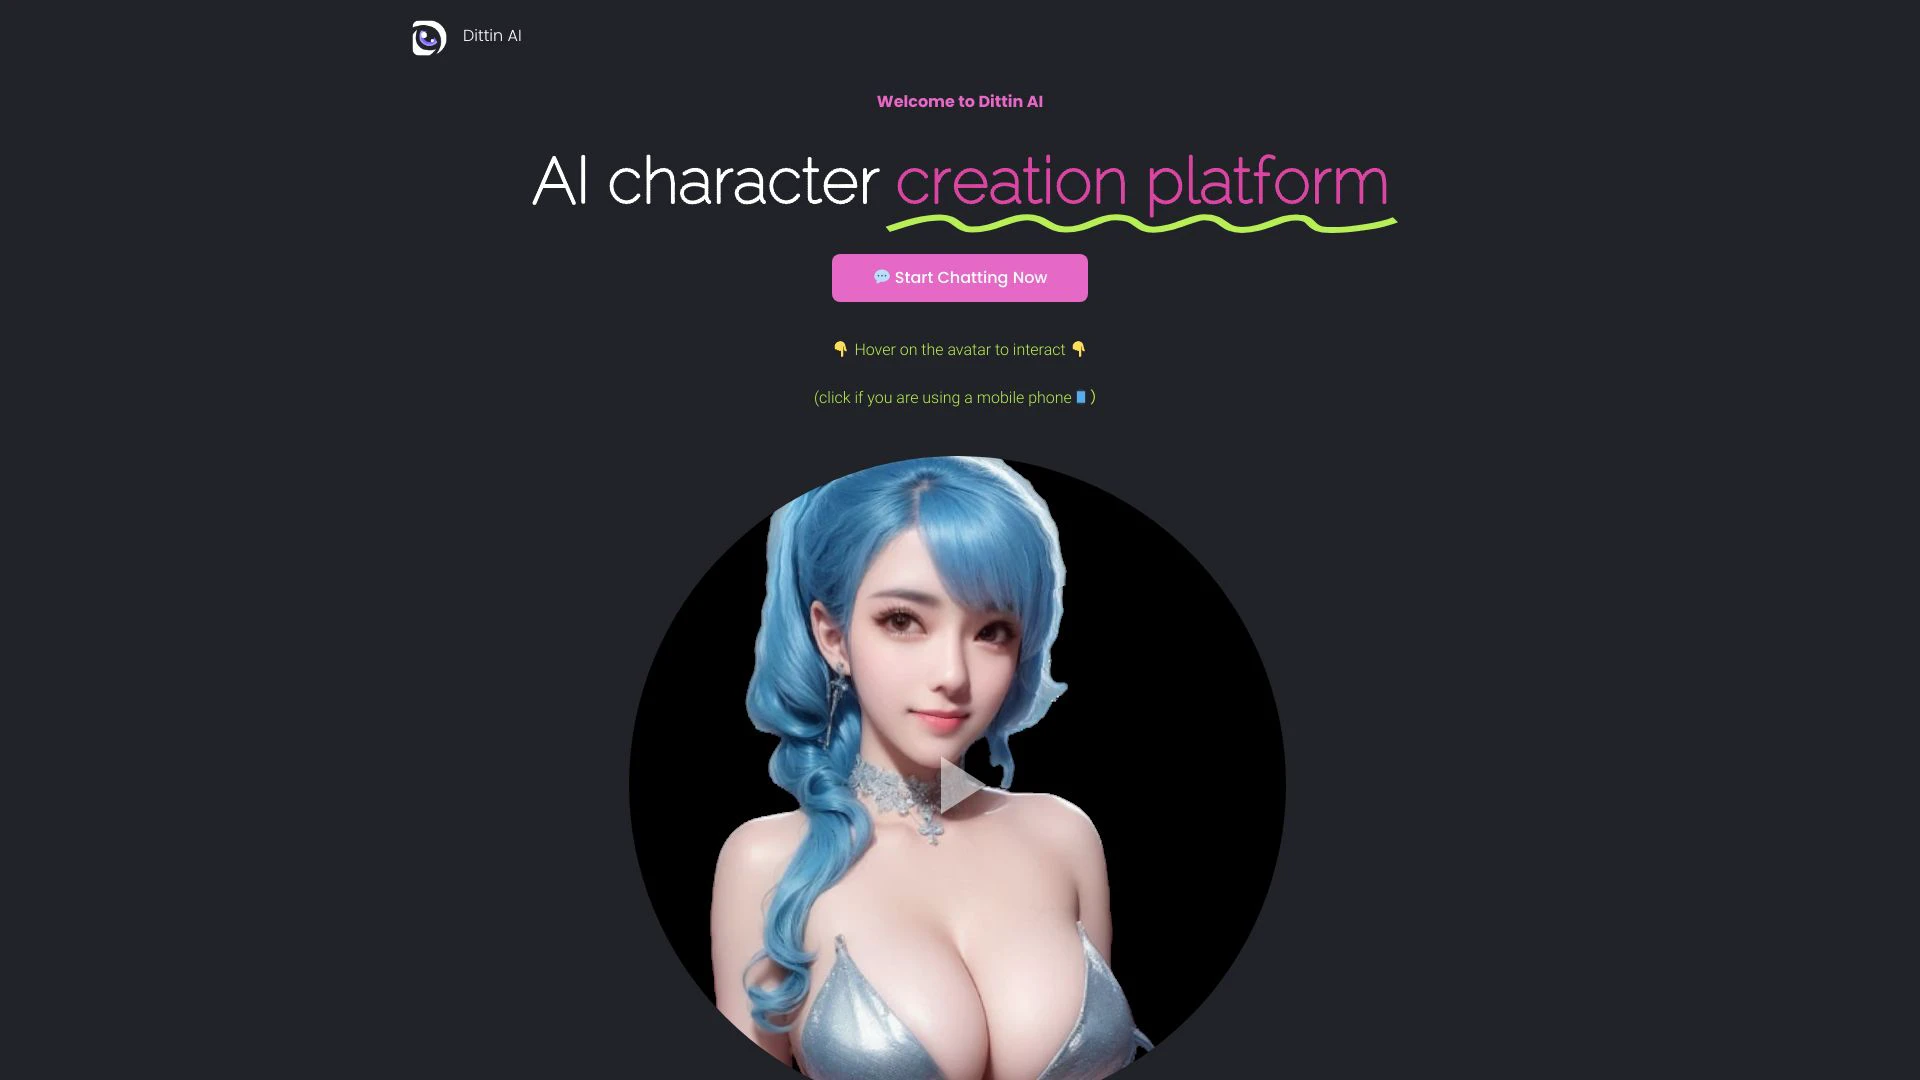 Dittin AI
Welcome to Dittin AI
AI character creation platform
💬 Start Chatting Now
👇 Hover on the avatar to interact 👇
(click if you are using a mobile phone📱)